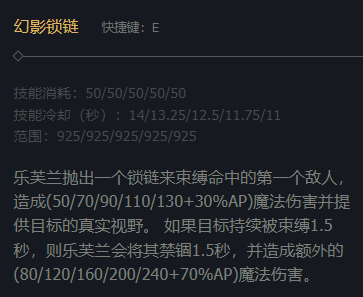 幻影锁链 快捷键：E
技能消耗：50/50/50/50/50
技能冷却（秒）：14/13.25/12.5/11.75/11
范围：925/925/925/925/925
乐芙兰抛出一个锁链来束缚命中的第一个敌人，
造成(50/70/90/110/130+30%AP)魔法伤害并提
供目标的真实视野。 如果目标持续被束缚1.5
秒，则乐芙兰会将其禁锢1.5秒，并造成额外的
(80/120/160/200/240+70%AP)魔法伤害。